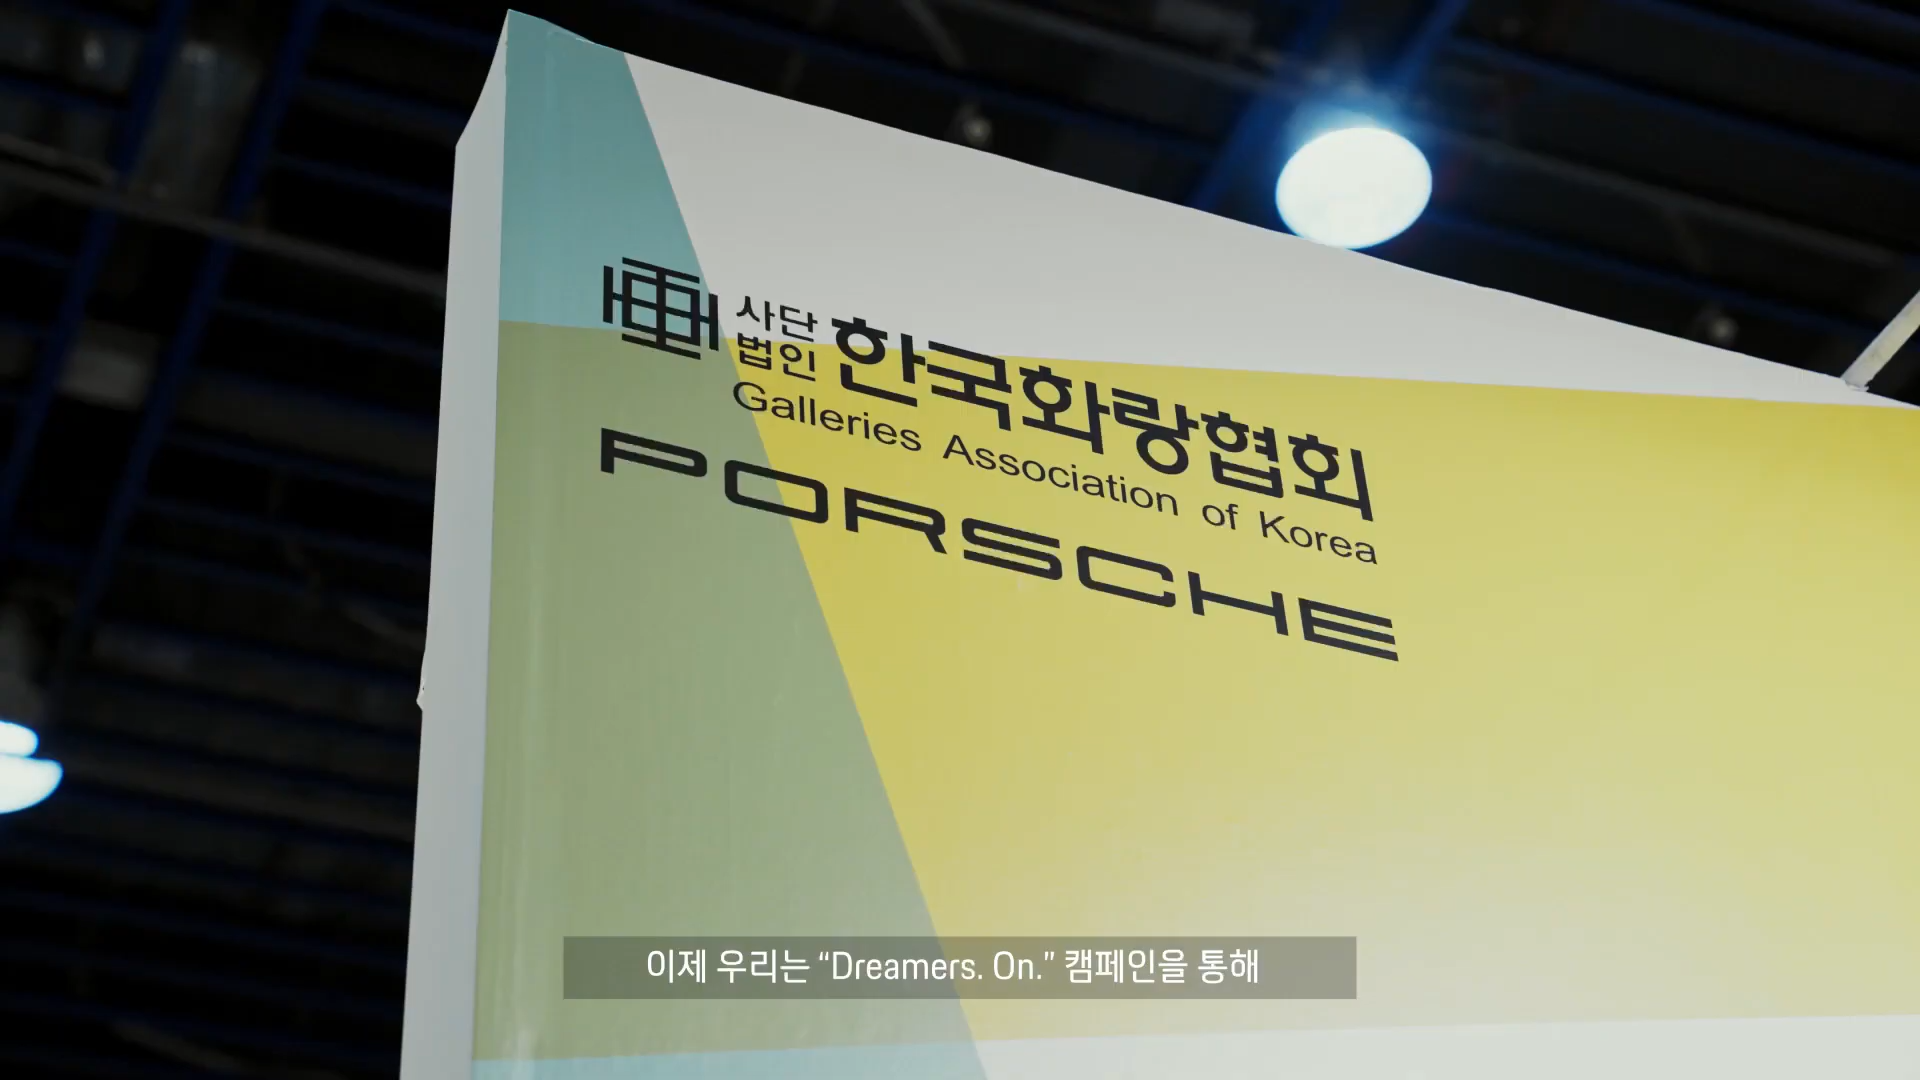 사단
법인
한국화랑협회
Galleries Association of Korea
PORSCHE
이제 우리는 “Dreamers. On.” 캠페인을 통해